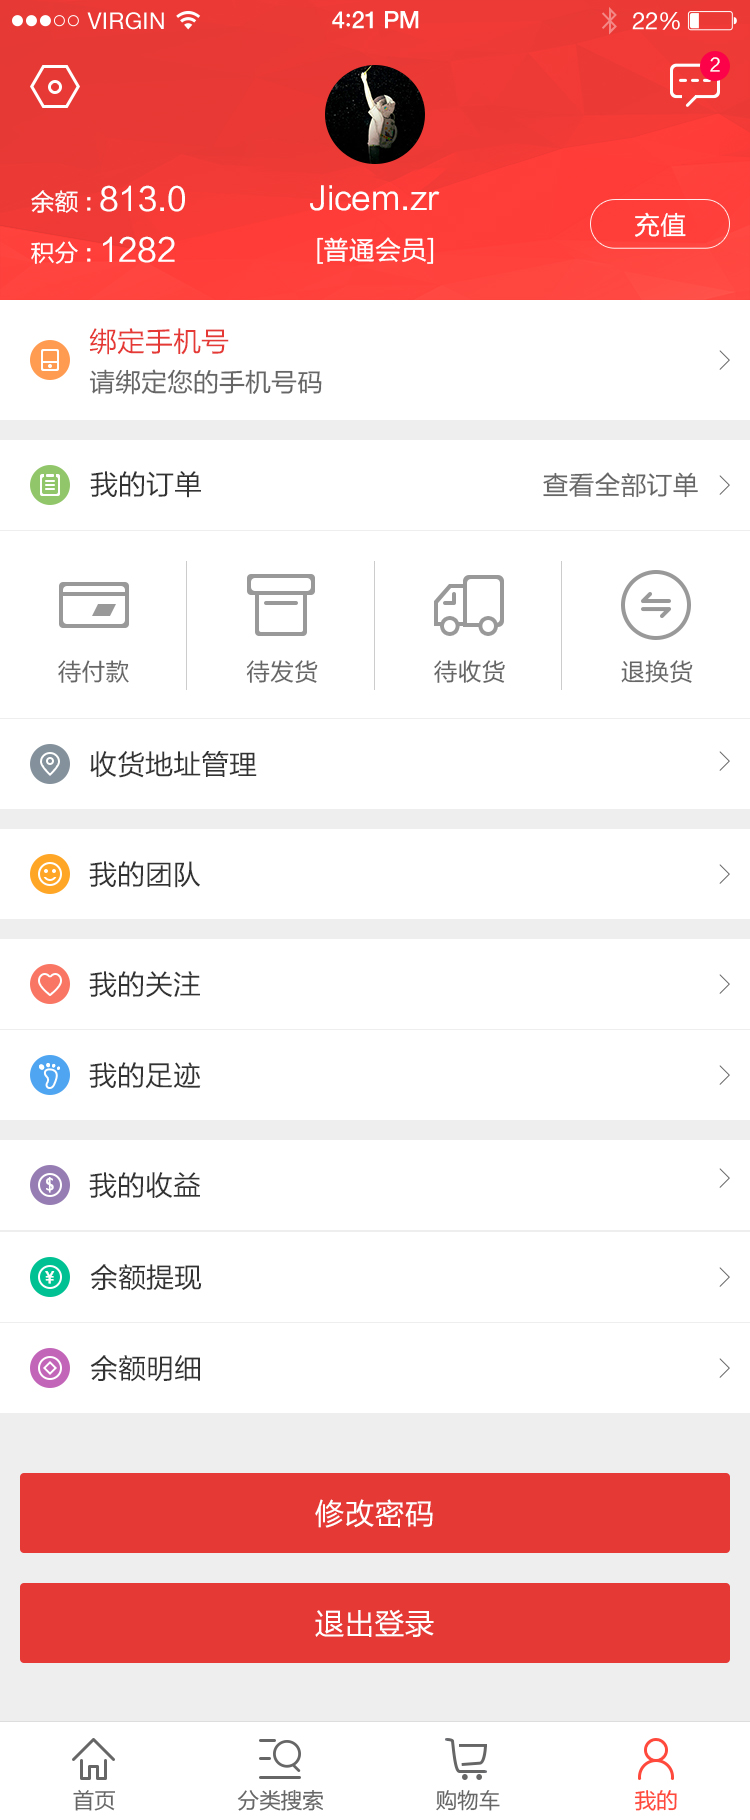 VIRGIN 4:21 PM 22%
2
余额：813.0
Jicem.zr
充值
积分：1282
[普通会员]
绑定手机号
请绑定您的手机号码
我的订单 查看全部订单
待付款 待发货 待收货 退换货
收货地址管理
我的团队
我的关注
我的足迹
$ 我的收益
¥ 余额提现
余额明细
修改密码
退出登录
首页 分类搜索 购物车 我的